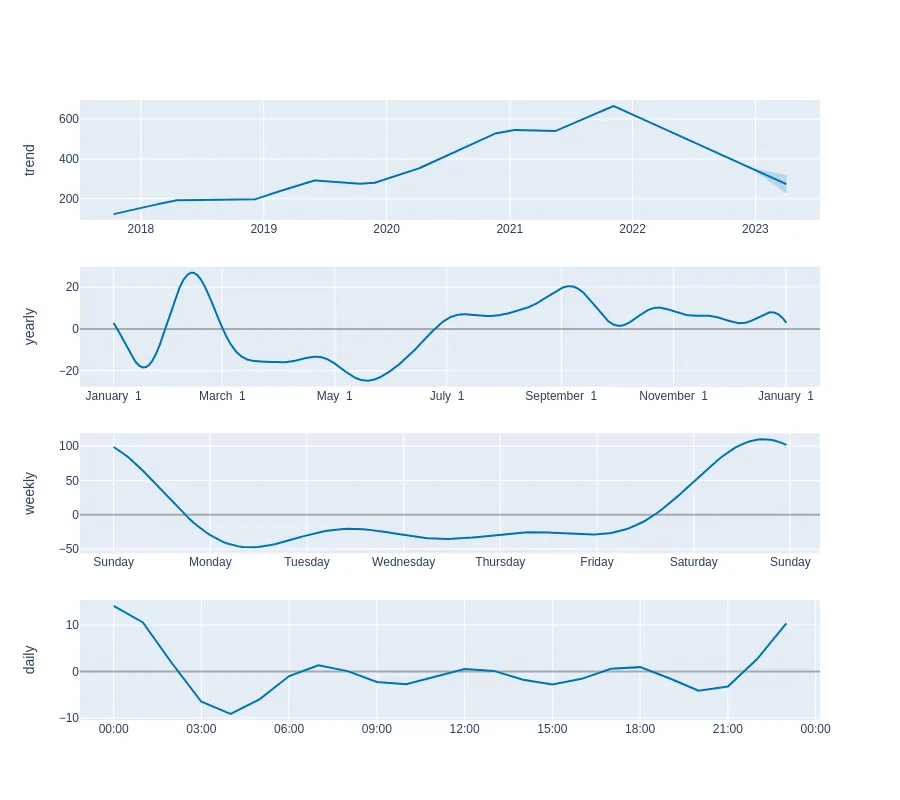 trend
600
400
200
2018 2019 2020 2021 2022 2023
yearly
20
0
−20
January 1 March 1 May 1 July 1 September 1 November 1 January 1
weekly
100
50
0
−50
Sunday Monday Tuesday Wednesday Thursday Friday Saturday Sunday
daily
10
0
−10
00:00 03:00 06:00 09:00 12:00 15:00 18:00 21:00 00:00